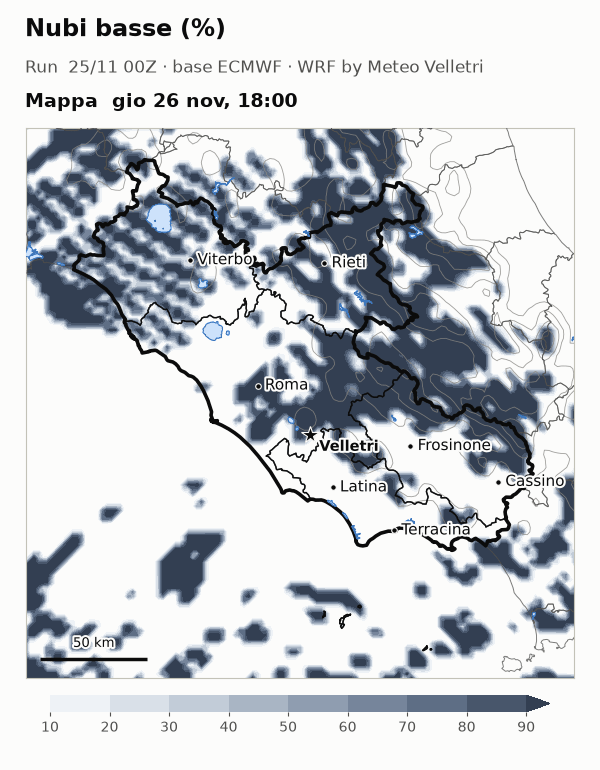 Nubi basse (%)
Run 25/11 00Z · base ECMWF · WRF by Meteo Velletri
Mappa gio 26 nov, 18:00
Viterbo
Rieti
Roma
Velletri
Frosinone
Cassino
Latina
Terracina
50 km
10 20 30 40 50 60 70 80 90